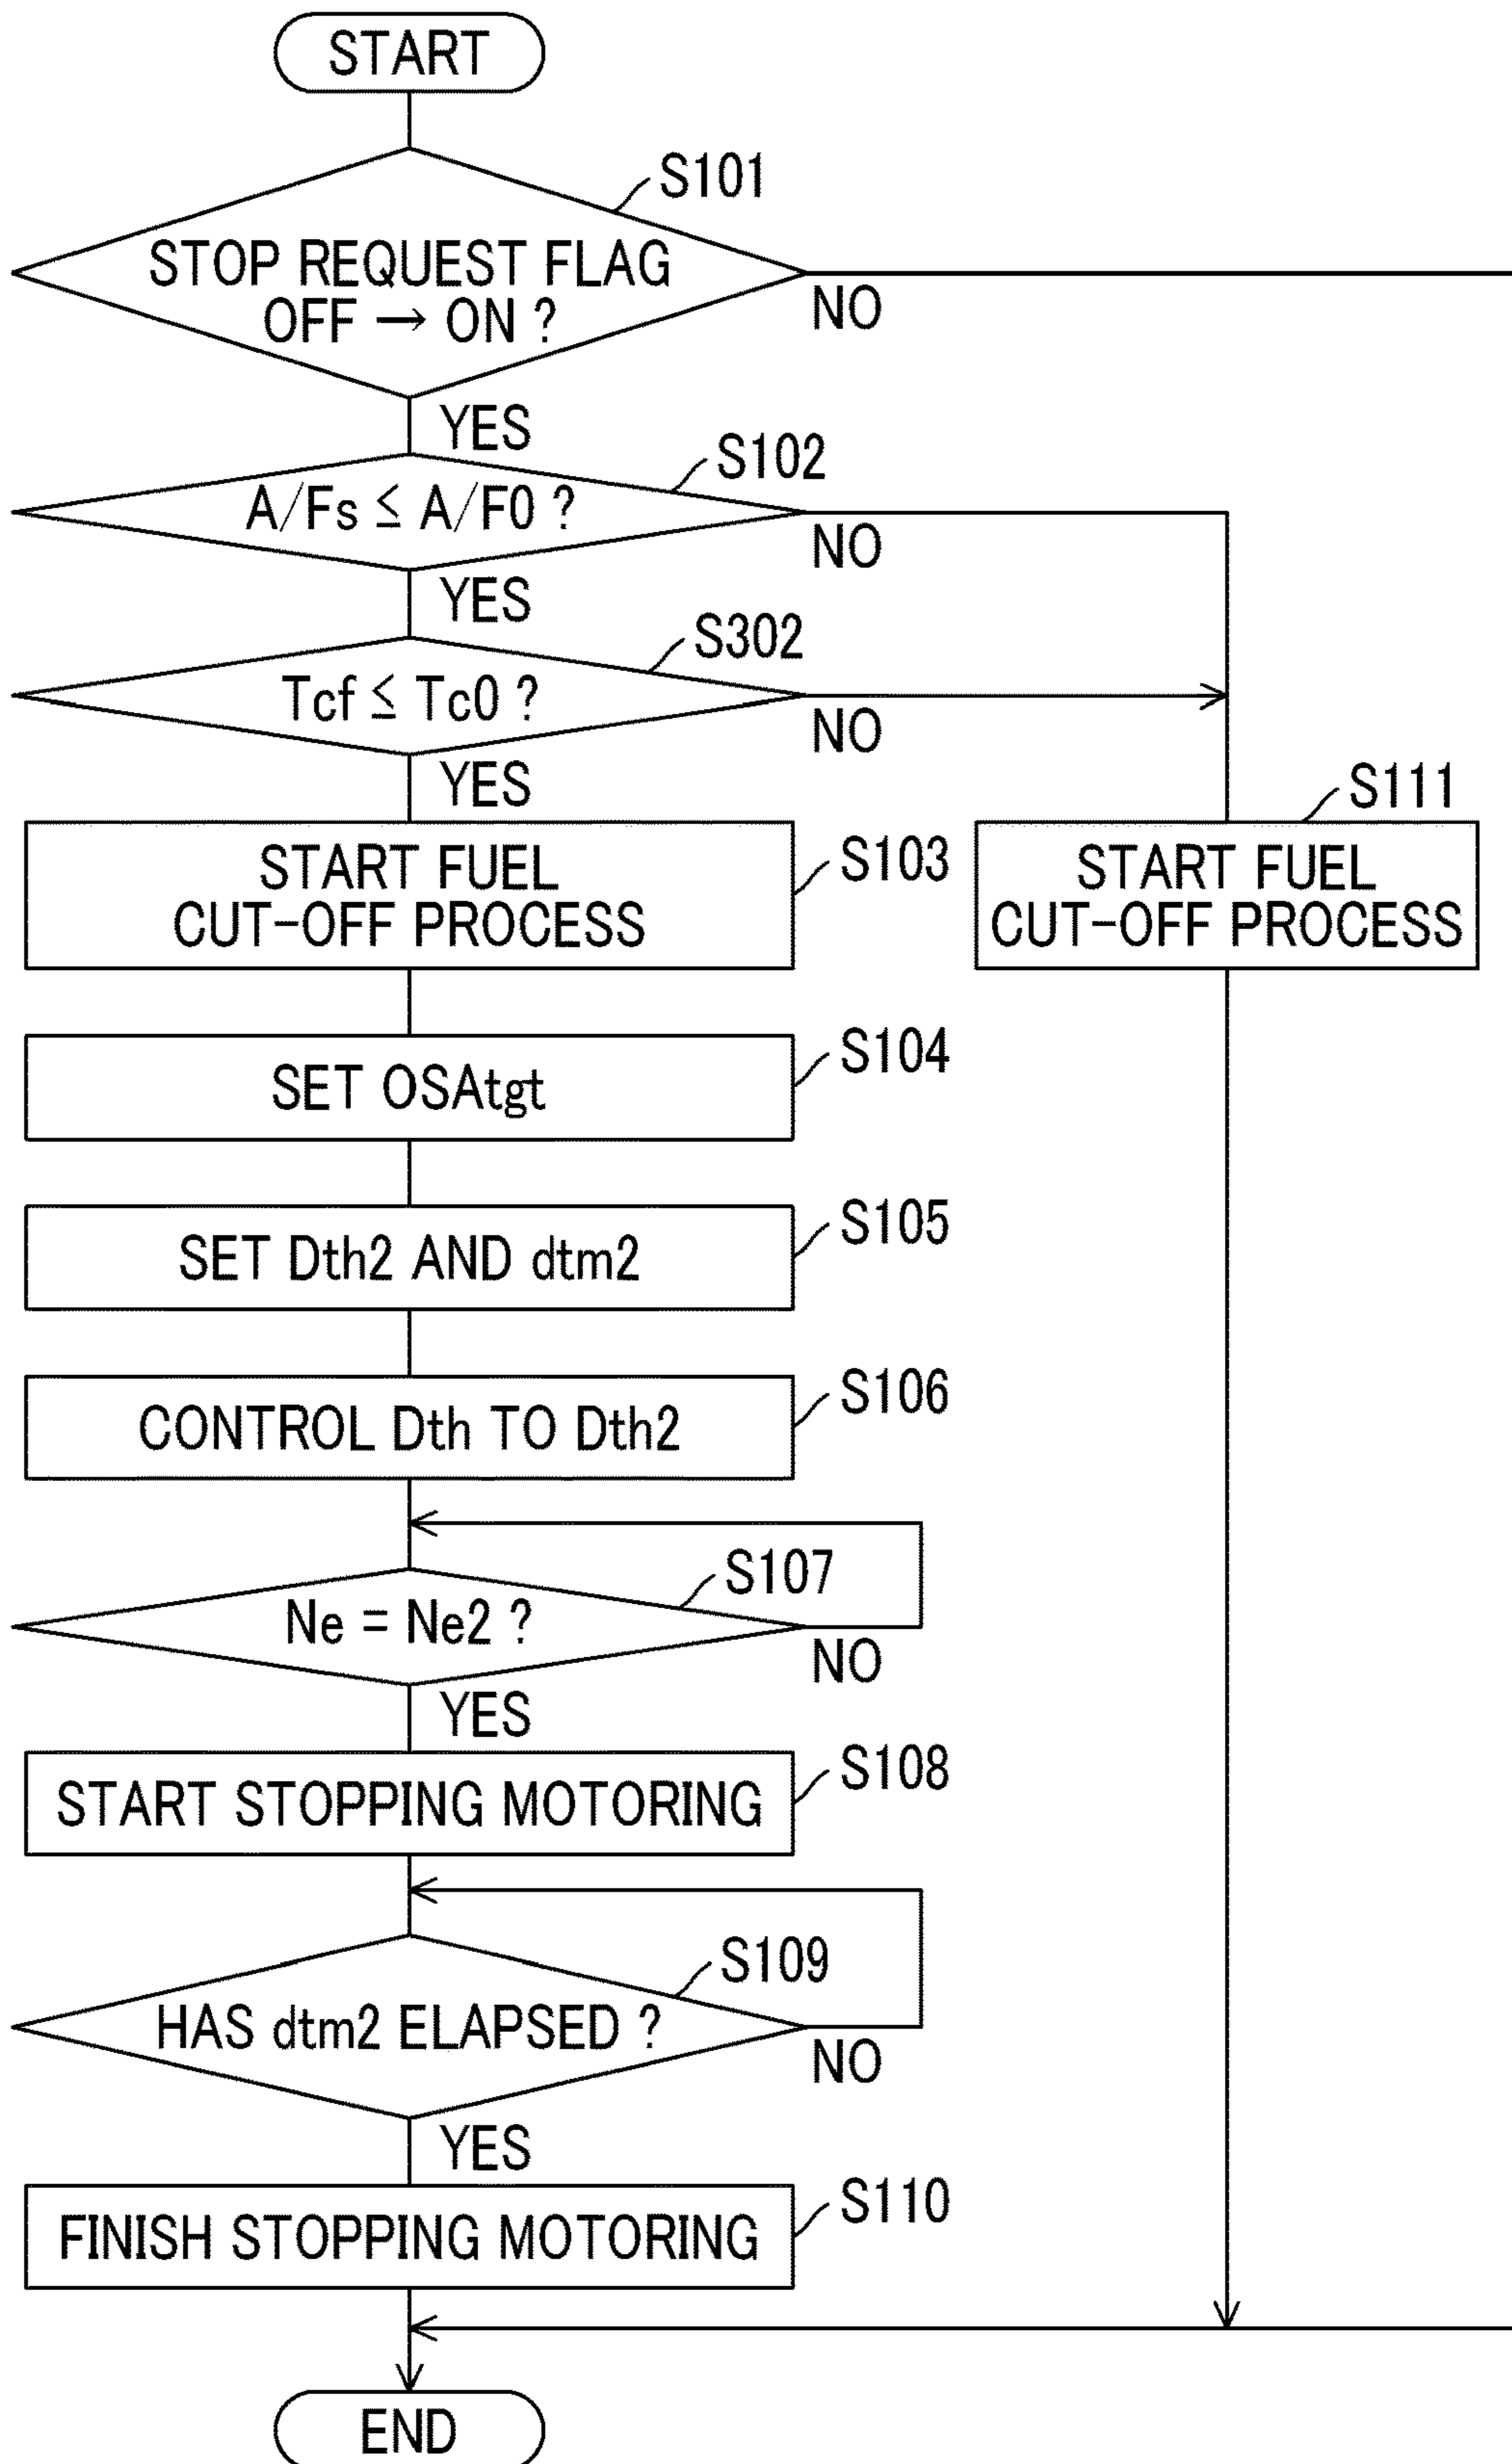 START
S101
STOP REQUEST FLAG
OFF → ON ?
NO
YES
S102
A/Fs ≤ A/F0 ?
NO
YES
S302
Tcf ≤ Tc0 ?
NO
YES
S103
START FUEL
CUT-OFF PROCESS
S111
START FUEL
CUT-OFF PROCESS
S104
SET OSAtgt
S105
SET Dth2 AND dtm2
S106
CONTROL Dth TO Dth2
S107
Ne = Ne2 ?
NO
YES
S108
START STOPPING MOTORING
S109
HAS dtm2 ELAPSED ?
NO
YES
S110
FINISH STOPPING MOTORING
END